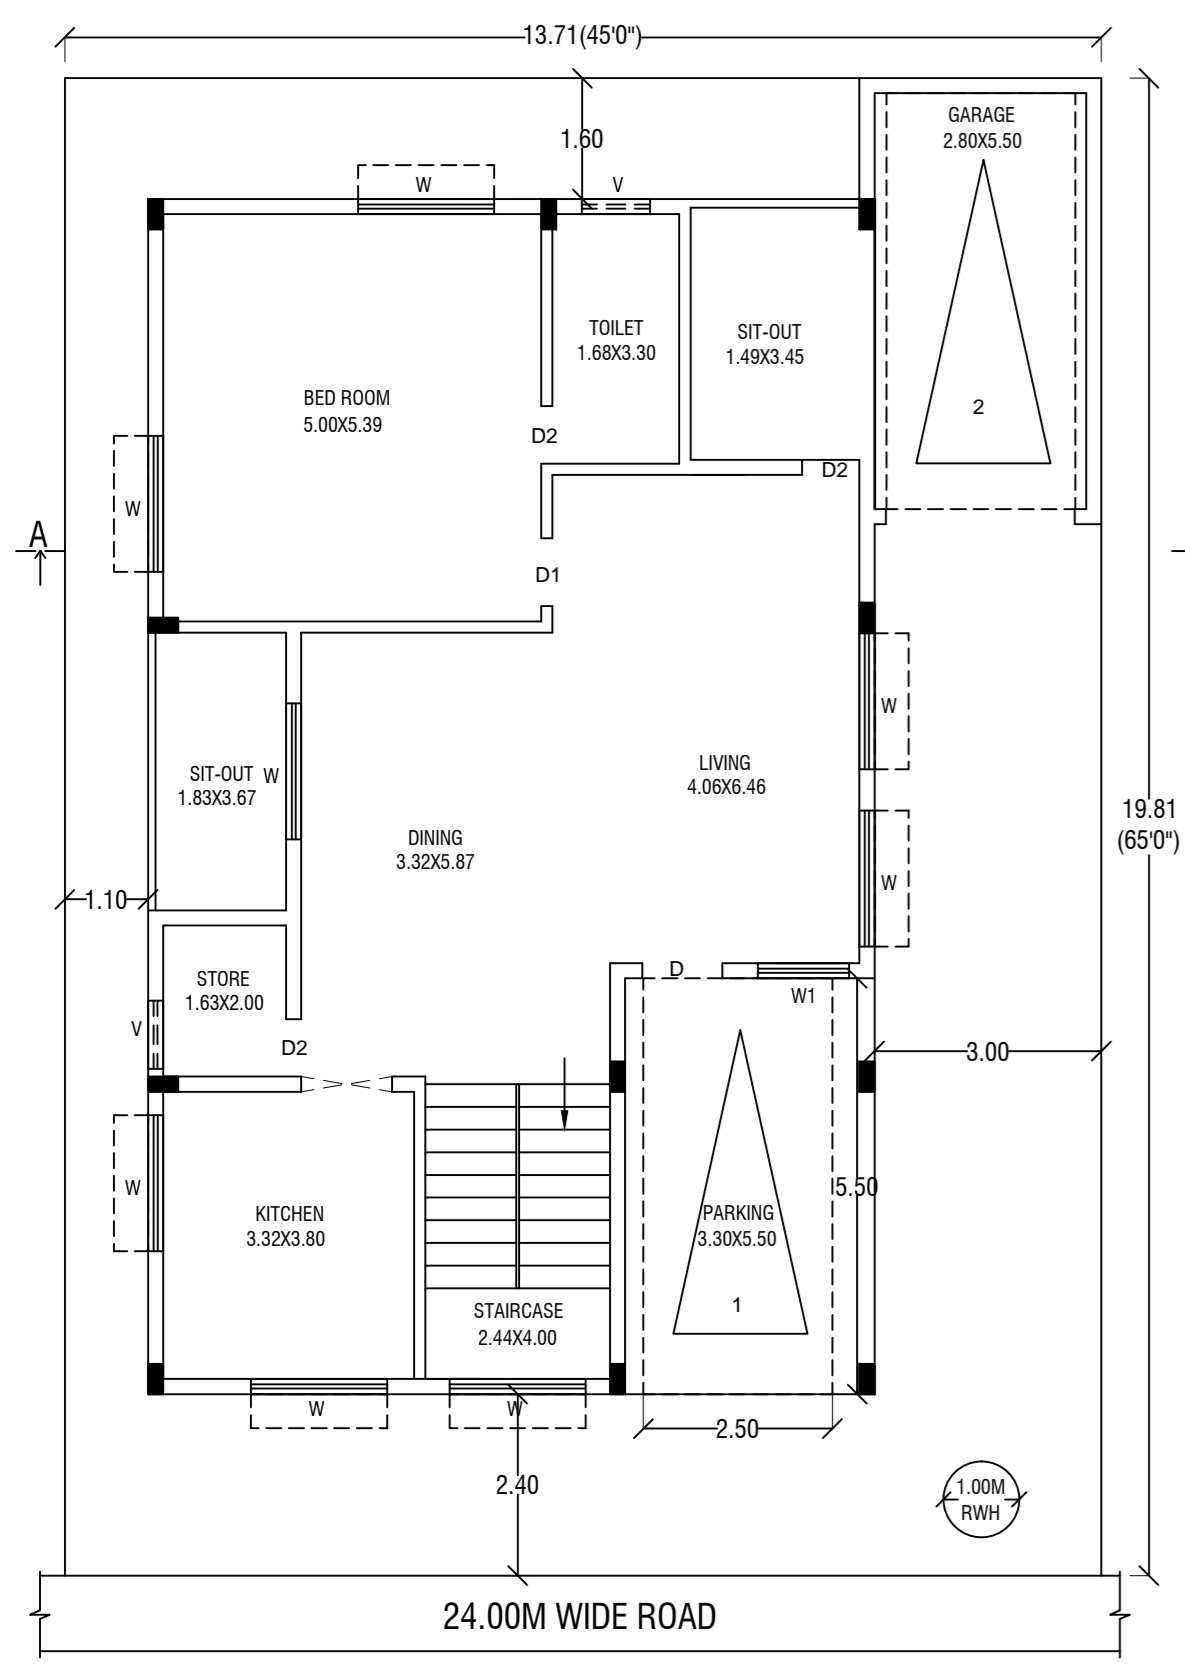 13.71(45'0")
GARAGE
2.80X5.50
1.60
W
V
TOILET
1.68X3.30
SIT-OUT
1.49X3.45
BED ROOM
5.00X5.39
2
D2
D2
W
A
D1
W
SIT-OUT
1.83X3.67
W
LIVING
4.06X6.46
DINING
3.32X5.87
19.81
(65'0")
W
1.10
STORE
1.63X2.00
D
W1
V
D2
3.00
W
5.50
KITCHEN
3.32X3.80
PARKING
3.30X5.50
1
STAIRCASE
2.44X4.00
W
W
2.50
2.40
1.00M
RWH
24.00M WIDE ROAD